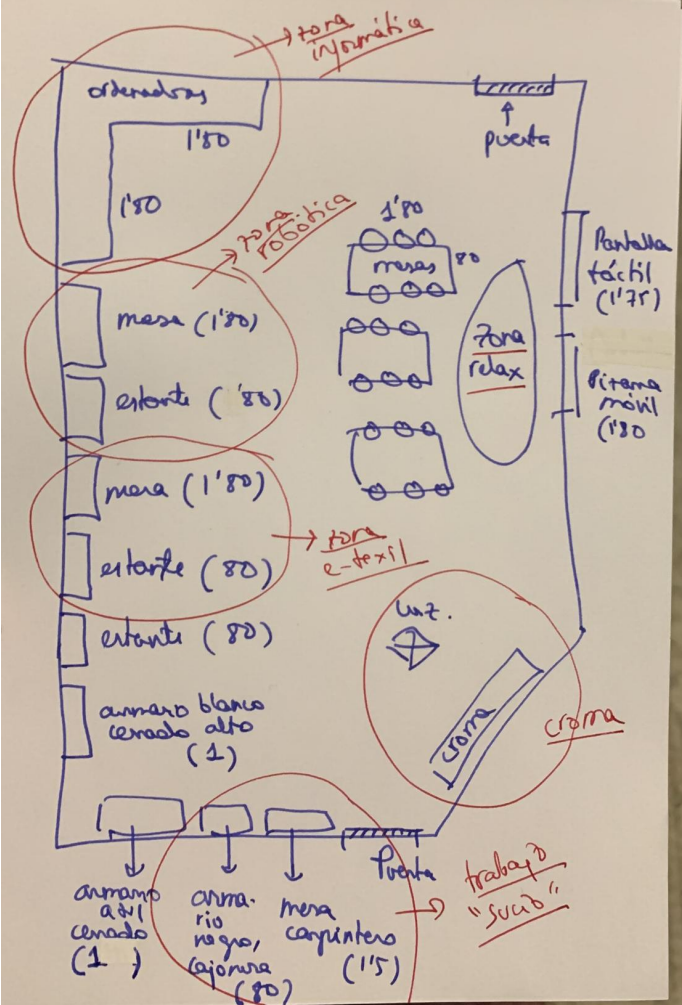 zona
informática
ordenadores
1'80
1'80
puerta
zona
robótica
1'80
mesas
80
Pantalla
táctil
(1'75)
mesa (1'80)
zona
relax
estante ('80)
móvil
(1'80
mesa (1'80)
zona
e-texil
estante (80)
estante (80)
luz.
armario blanco
cerrado alto
(1)
croma
croma
Puerta
trabajo
"sucio"
armario
azul
cerrado
(1)
arma-
rio
negro,
cajonera
(80)
mesa
carpintero
(1'5)